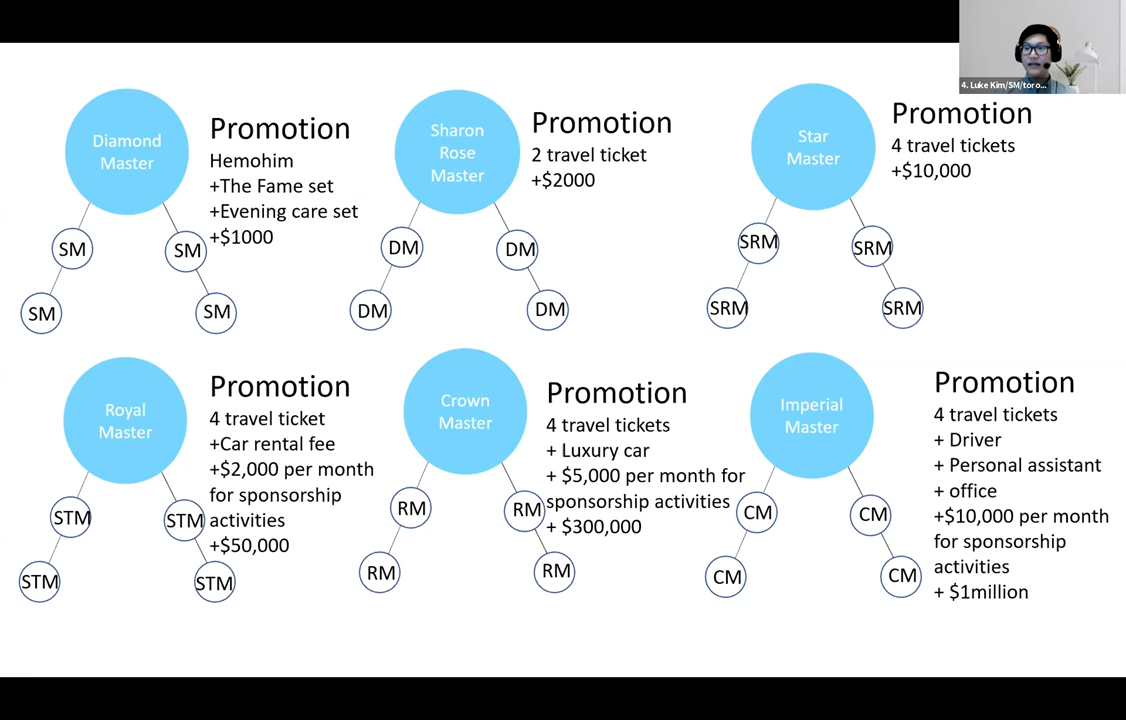 4. Luke Kim/SM/toro...
Diamond
Master
Promotion
Hemohim
+The Fame set
+Evening care set
+$1000
SM
SM
SM
SM
Sharon
Rose
Master
Promotion
2 travel ticket
+$2000
DM
DM
DM
DM
Star
Master
Promotion
4 travel tickets
+$10,000
SRM
SRM
SRM
SRM
Royal
Master
Promotion
4 travel ticket
+Car rental fee
+$2,000 per month
for sponsorship
activities
+$50,000
STM
STM
STM
STM
Crown
Master
Promotion
4 travel tickets
+ Luxury car
+ $5,000 per month for
sponsorship activities
+ $300,000
RM
RM
RM
RM
Imperial
Master
Promotion
4 travel tickets
+ Driver
+ Personal assistant
+ office
+$10,000 per month
for sponsorship
activities
+ $1million
CM
CM
CM
CM